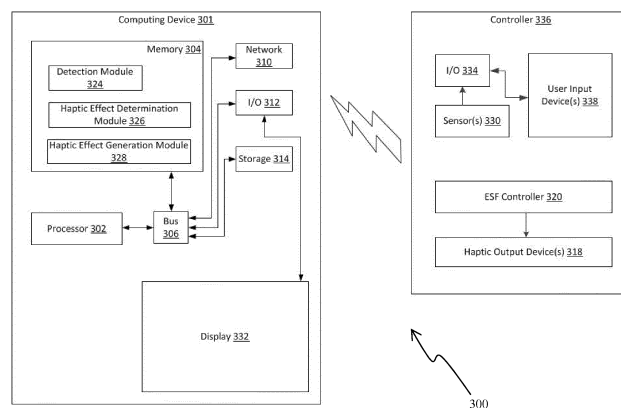 Computing Device 301
Memory 304
Detection Module
324
Haptic Effect Determination
Module 326
Haptic Effect Generation Module
328
Network
310
I/O 312
Storage 314
Processor 302
Bus
306
Display 332
Controller 336
I/O 334
Sensor(s) 330
User Input
Device(s) 338
ESF Controller 320
Haptic Output Device(s) 318
300